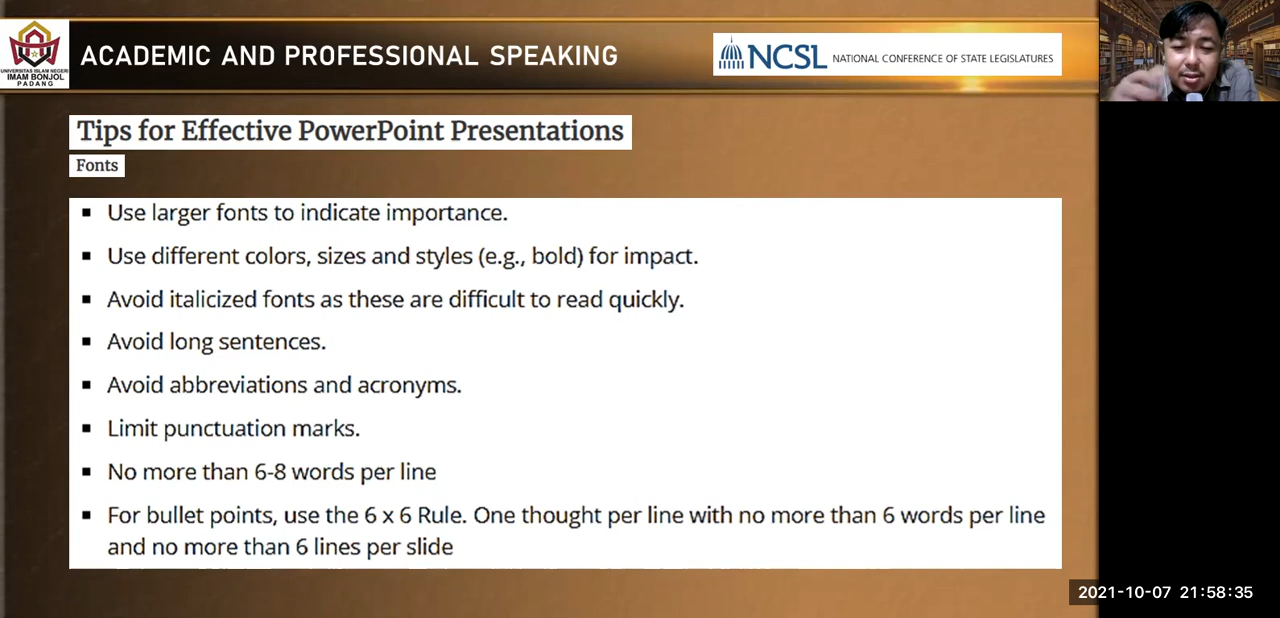 UNIVERSITAS ISLAM NEGERI
IMAM BONJOL
PADANG
ACADEMIC AND PROFESSIONAL SPEAKING
NCSL NATIONAL CONFERENCE OF STATE LEGISLATURES
Tips for Effective PowerPoint Presentations
Fonts
▪ Use larger fonts to indicate importance.
▪ Use different colors, sizes and styles (e.g., bold) for impact.
▪ Avoid italicized fonts as these are difficult to read quickly.
▪ Avoid long sentences.
▪ Avoid abbreviations and acronyms.
▪ Limit punctuation marks.
▪ No more than 6-8 words per line
▪ For bullet points, use the 6 x 6 Rule. One thought per line with no more than 6 words per line
and no more than 6 lines per slide
2021-10-07 21:58:35